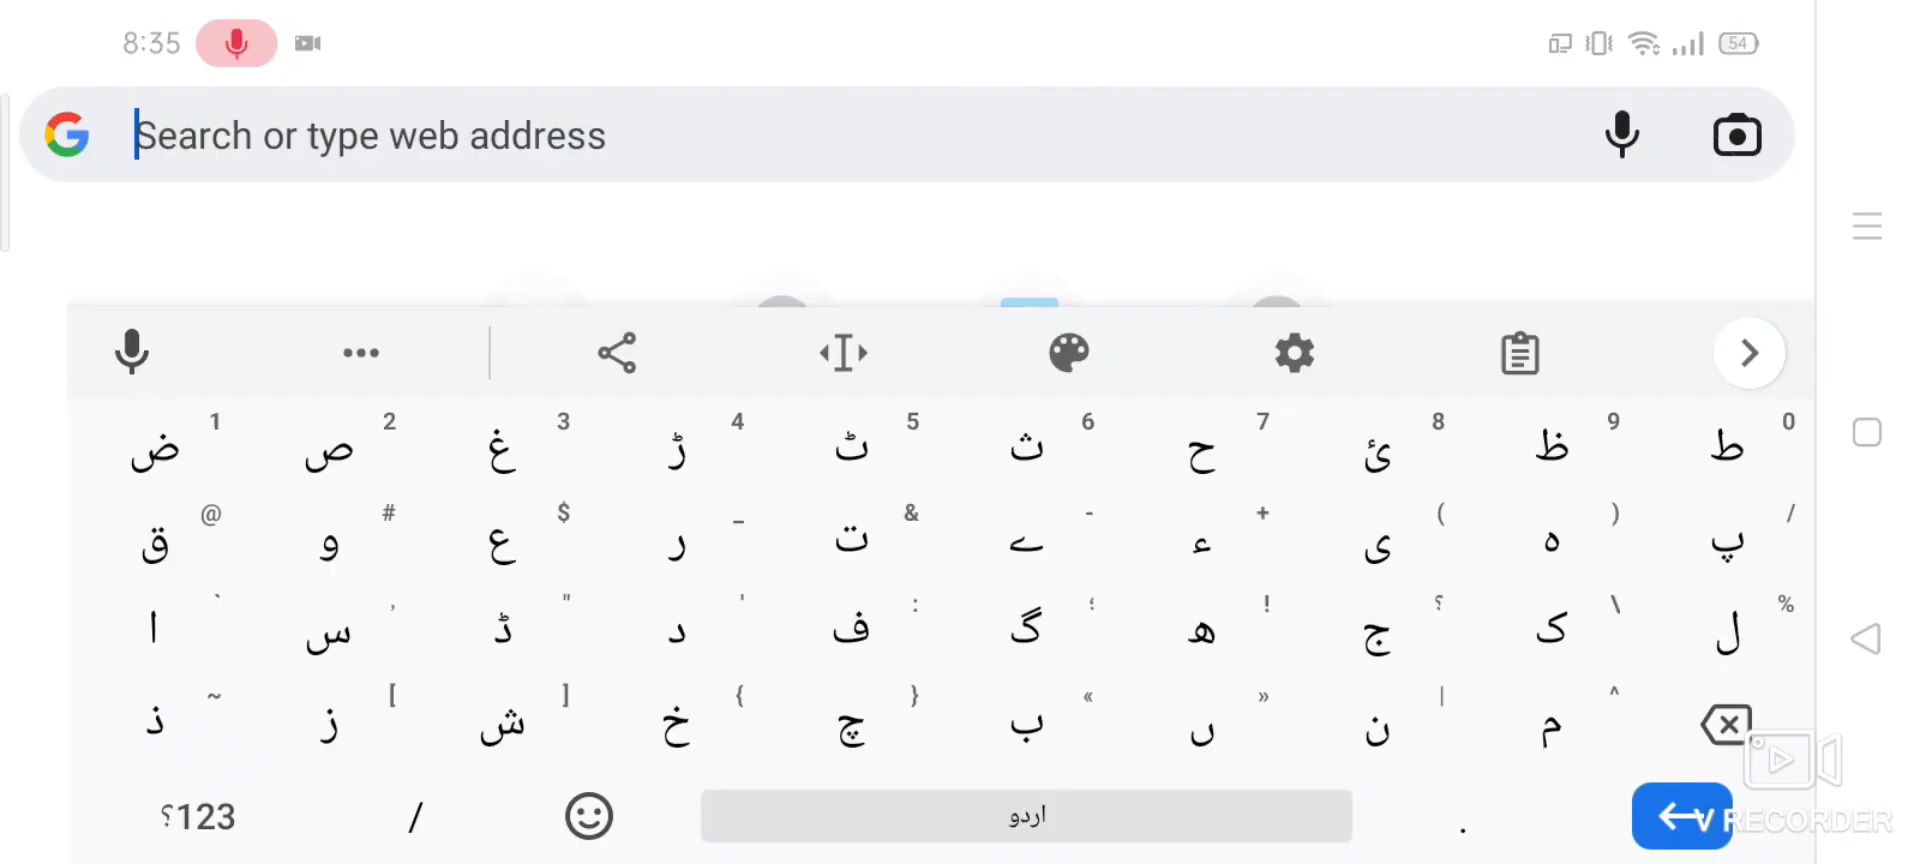 8:35 54
Search or type web address
1 2 3 4 5 6 7 8 9 0
ض ص غ ڑ ٹ ث ح ئ ظ ط
@ # $ _ & - + ( ) /
ق و ع ر ت ے ء ی ہ پ
` , " ' : ؛ ! ؟ \ %
ا س ڈ د ف گ ھ ج ک ل
~ [ ] { } « » | ^
ذ ز ش خ چ ب ں ن م
؟123 / اردو .
V RECORDER